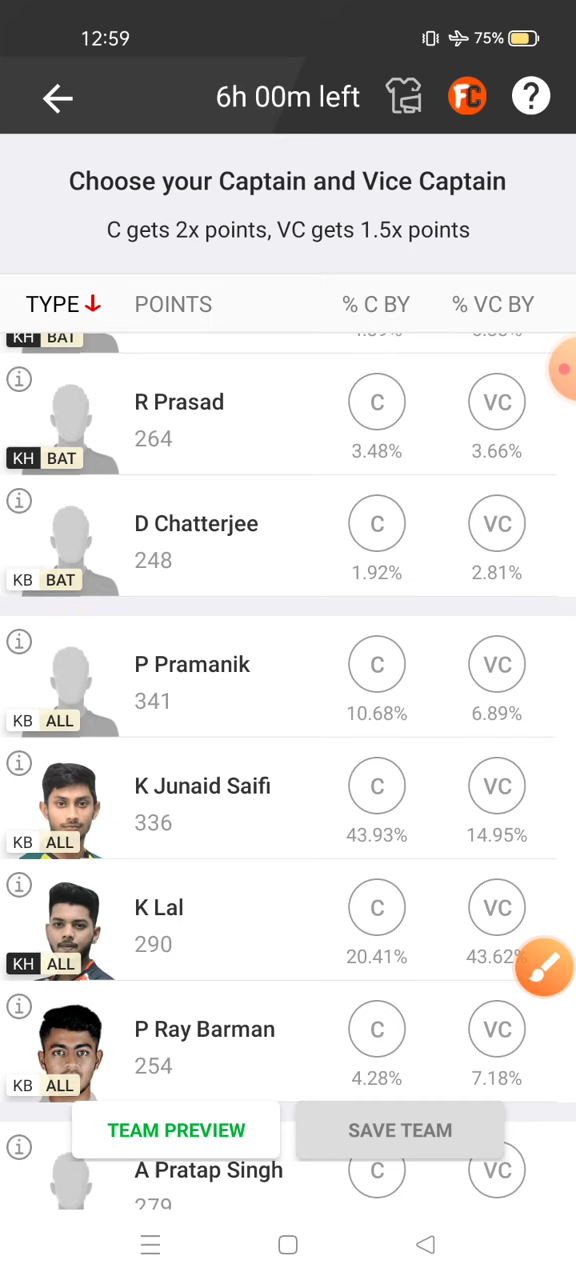 12:59
75%
6h 00m left
FC
?
Choose your Captain and Vice Captain
C gets 2x points, VC gets 1.5x points
TYPE POINTS % C BY % VC BY
KH BAT
R Prasad
264
C
VC
3.48%
3.66%
KH BAT
D Chatterjee
248
C
VC
1.92%
2.81%
KB BAT
P Pramanik
341
C
VC
10.68%
6.89%
KB ALL
K Junaid Saifi
336
C
VC
43.93%
14.95%
KB ALL
K Lal
290
C
VC
20.41%
43.62%
KH ALL
P Ray Barman
254
C
VC
4.28%
7.18%
KB ALL
TEAM PREVIEW
SAVE TEAM
A Pratap Singh
C
VC
279